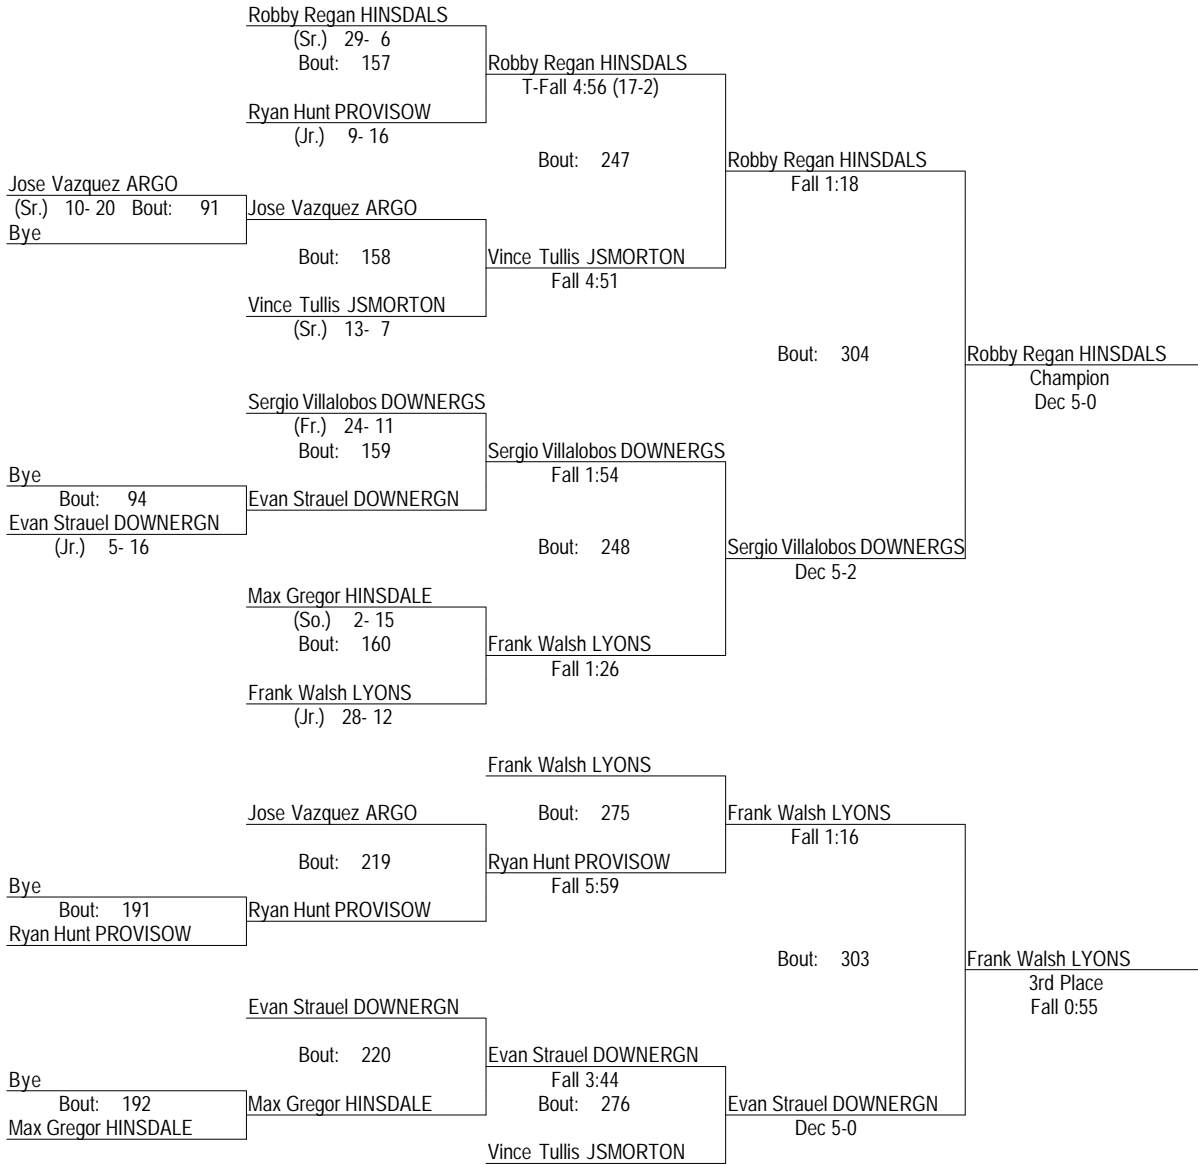 Robby Regan HINSDALS
(Sr.) 29- 6
Bout: 157
Robby Regan HINSDALS
T-Fall 4:56 (17-2)
Ryan Hunt PROVISOW
(Jr.) 9- 16
Bout: 247
Robby Regan HINSDALS
Fall 1:18
Jose Vazquez ARGO
(Sr.) 10- 20 Bout: 91
Bye
Jose Vazquez ARGO
Bout: 158
Vince Tullis JSMORTON
Fall 4:51
Vince Tullis JSMORTON
(Sr.) 13- 7
Bout: 304
Robby Regan HINSDALS
Champion
Dec 5-0
Sergio Villalobos DOWNERGS
(Fr.) 24- 11
Bout: 159
Sergio Villalobos DOWNERGS
Fall 1:54
Bye
Bout: 94
Evan Strauel DOWNERGN
(Jr.) 5- 16
Evan Strauel DOWNERGN
Bout: 248
Sergio Villalobos DOWNERGS
Dec 5-2
Max Gregor HINSDALE
(So.) 2- 15
Bout: 160
Frank Walsh LYONS
Fall 1:26
Frank Walsh LYONS
(Jr.) 28- 12
Frank Walsh LYONS
Bout: 275
Frank Walsh LYONS
Fall 1:16
Jose Vazquez ARGO
Bout: 219
Ryan Hunt PROVISOW
Fall 5:59
Bye
Bout: 191
Ryan Hunt PROVISOW
Ryan Hunt PROVISOW
Bout: 303
Frank Walsh LYONS
3rd Place
Fall 0:55
Evan Strauel DOWNERGN
Bout: 220
Evan Strauel DOWNERGN
Fall 3:44
Bout: 276
Bye
Bout: 192
Max Gregor HINSDALE
Max Gregor HINSDALE
Evan Strauel DOWNERGN
Dec 5-0
Vince Tullis JSMORTON